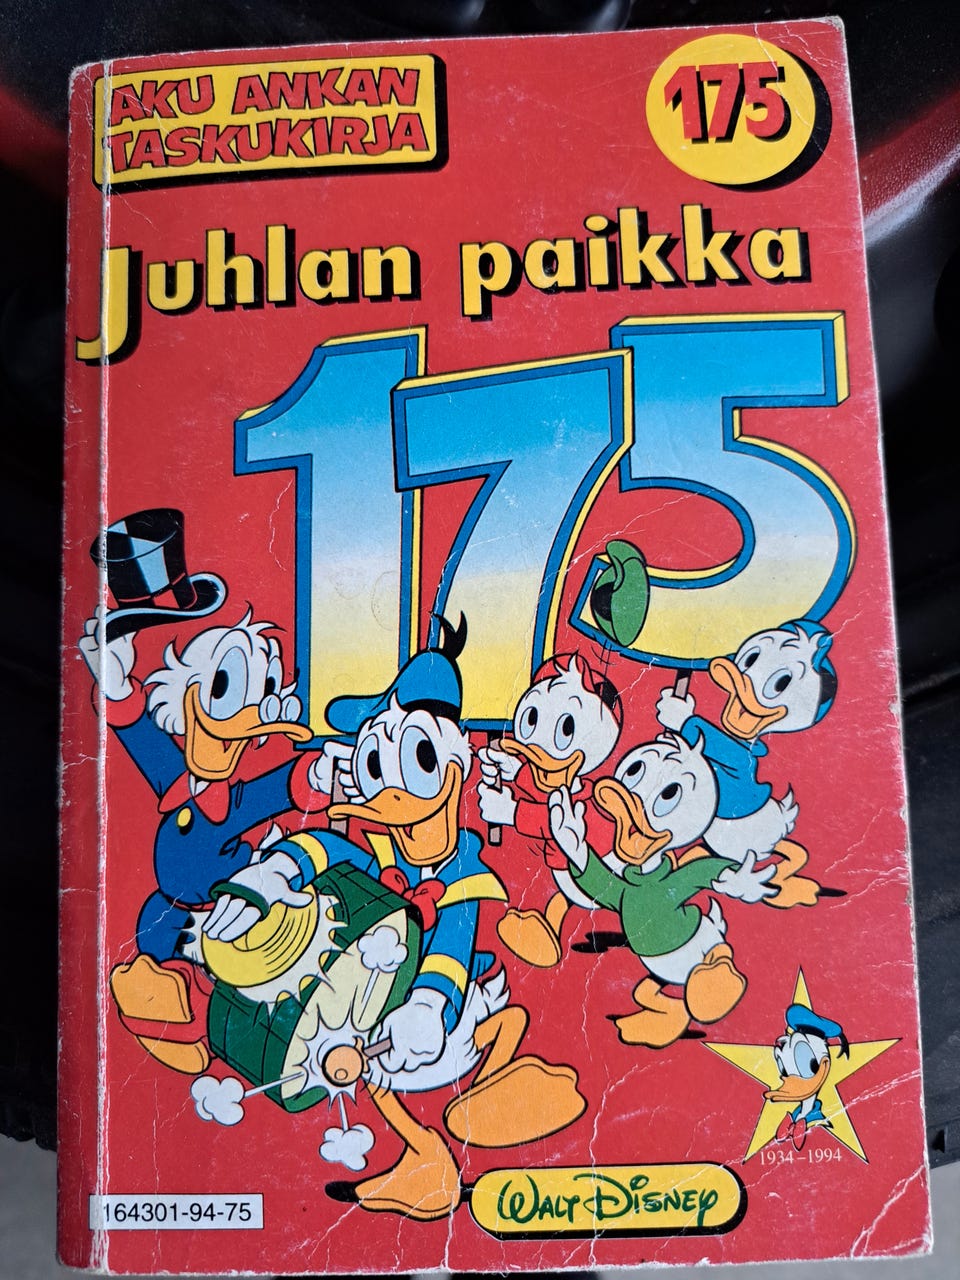 AKU ANKAN
TASKUKIRJA
175
Juhlan paikka
175
1934-1994
WALT DISNEY
164301-94-75